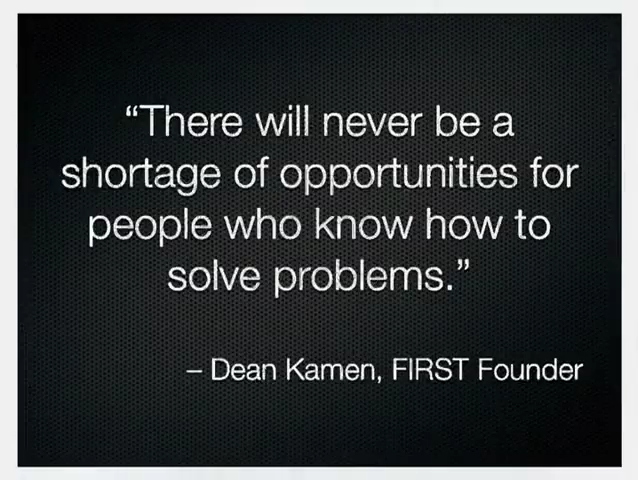 “There will never be a
shortage of opportunities for
people who know how to
solve problems.”
– Dean Kamen, FIRST Founder